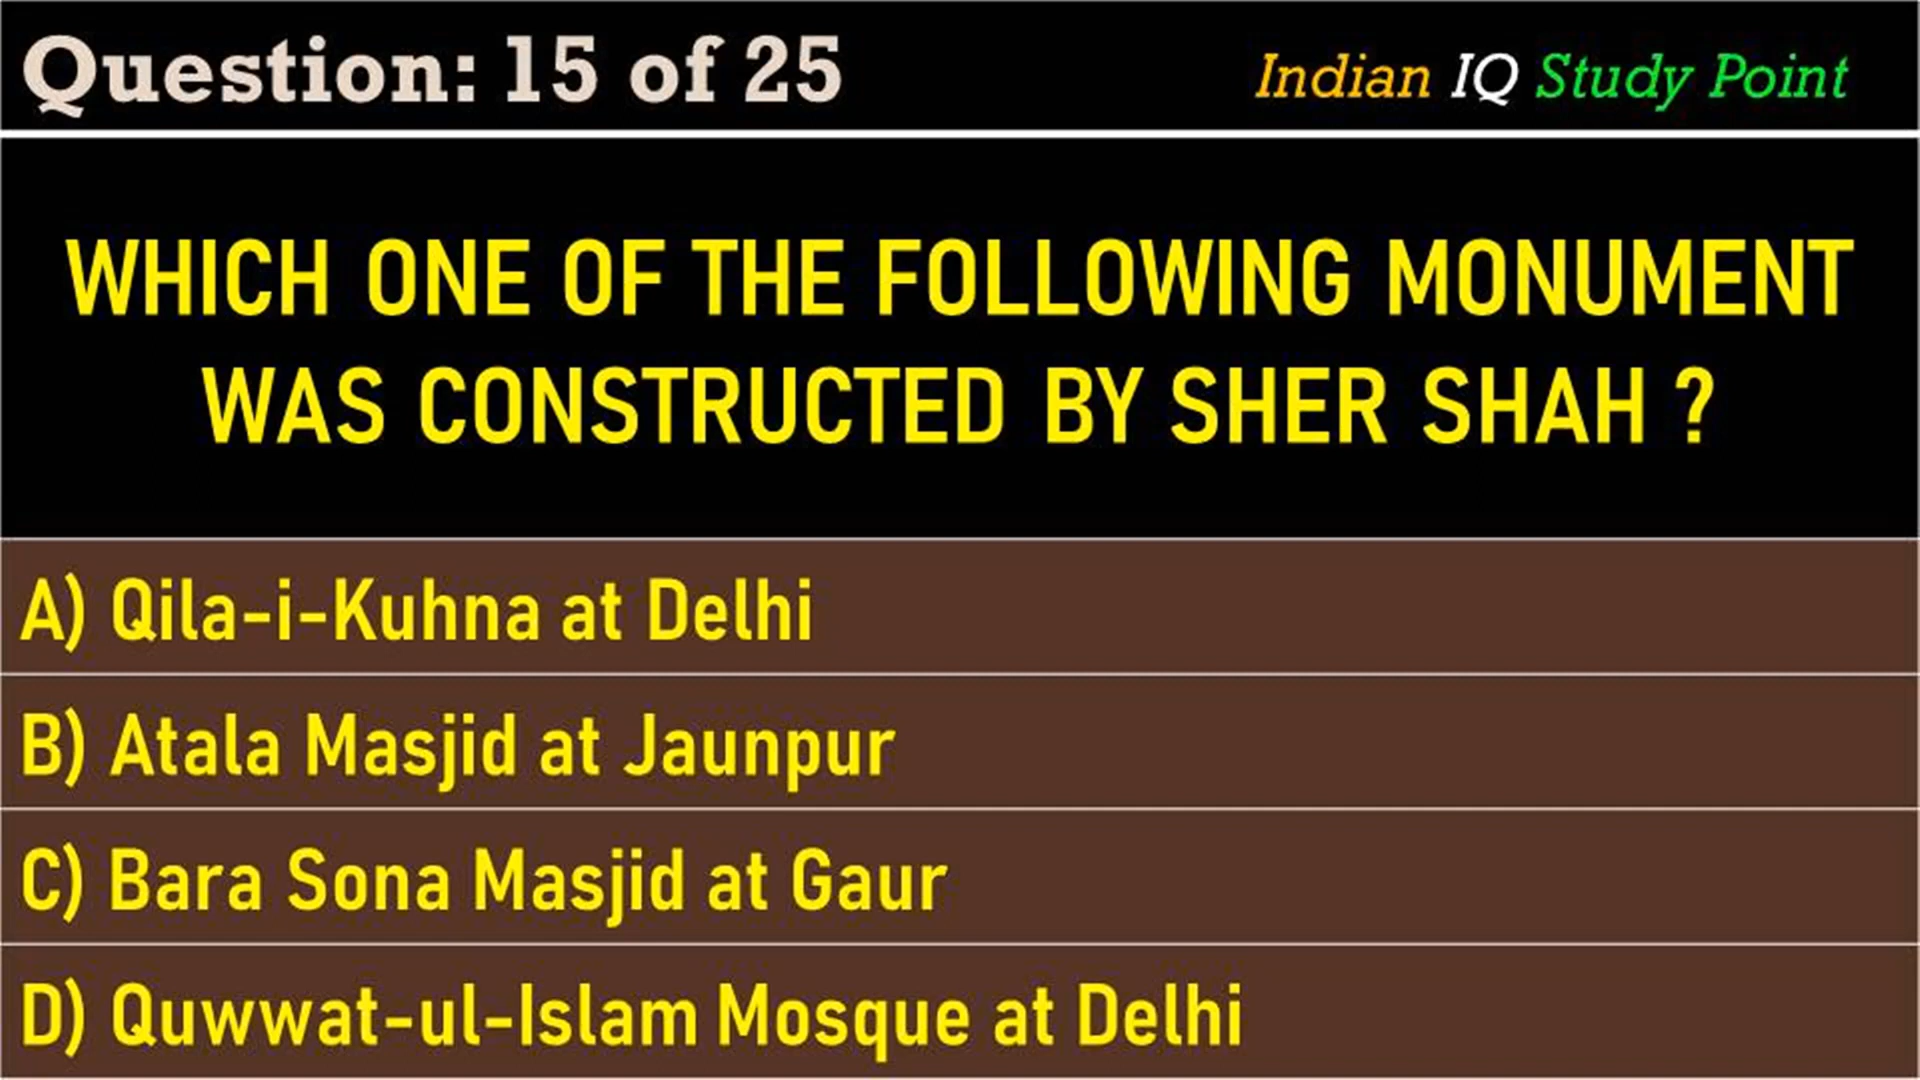 Question: 15 of 25
Indian IQ Study Point
WHICH ONE OF THE FOLLOWING MONUMENT
WAS CONSTRUCTED BY SHER SHAH ?
A) Qila-i-Kuhna at Delhi
B) Atala Masjid at Jaunpur
C) Bara Sona Masjid at Gaur
D) Quwwat-ul-Islam Mosque at Delhi